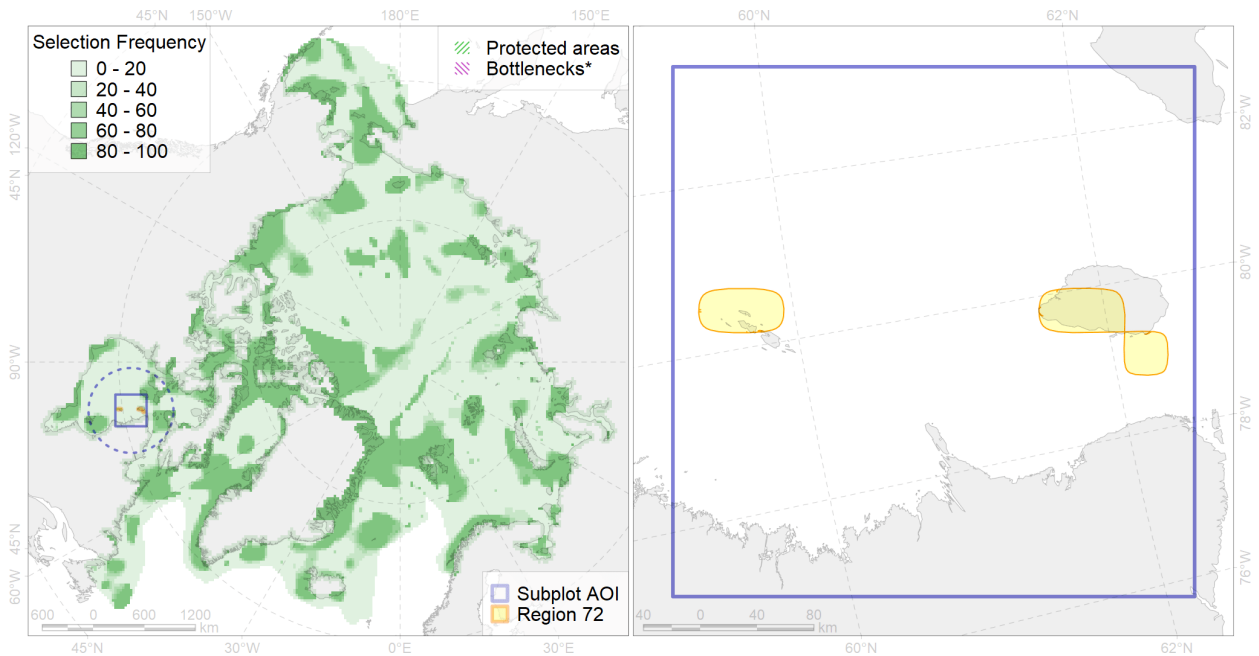 45°N 150°W 180°E 150°E 60°N 62°N
Selection Frequency
0 - 20
20 - 40
40 - 60
60 - 80
80 - 100
Protected areas
Bottlenecks*
120°W
45°N
90°W
45°N
60°W
82°W
80°W
78°W
76°W
Subplot AOI
Region 72
600 0 600 1200
km
40 0 40 80
km
45°N 30°W 0°E 30°E 60°N 62°N